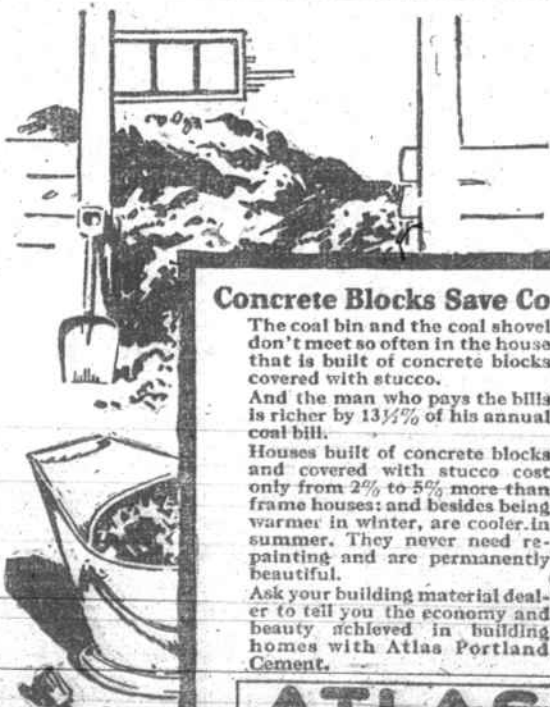 Concrete Blocks Save Co
The coal bin and the coal shovel
don't meet so often in the house
that is built of concrete blocks
covered with stucco.
And the man who pays the bills
is richer by 13½% of his annual
coal bill.
Houses built of concrete blocks
and covered with stucco cost
only from 2% to 5% more than
frame houses: and besides being
warmer in winter, are cooler in
summer. They never need re-
painting and are permanently
beautiful.
Ask your building material deal-
er to tell you the economy and
beauty achieved in building
homes with Atlas Portland
Cement.
ATLAS